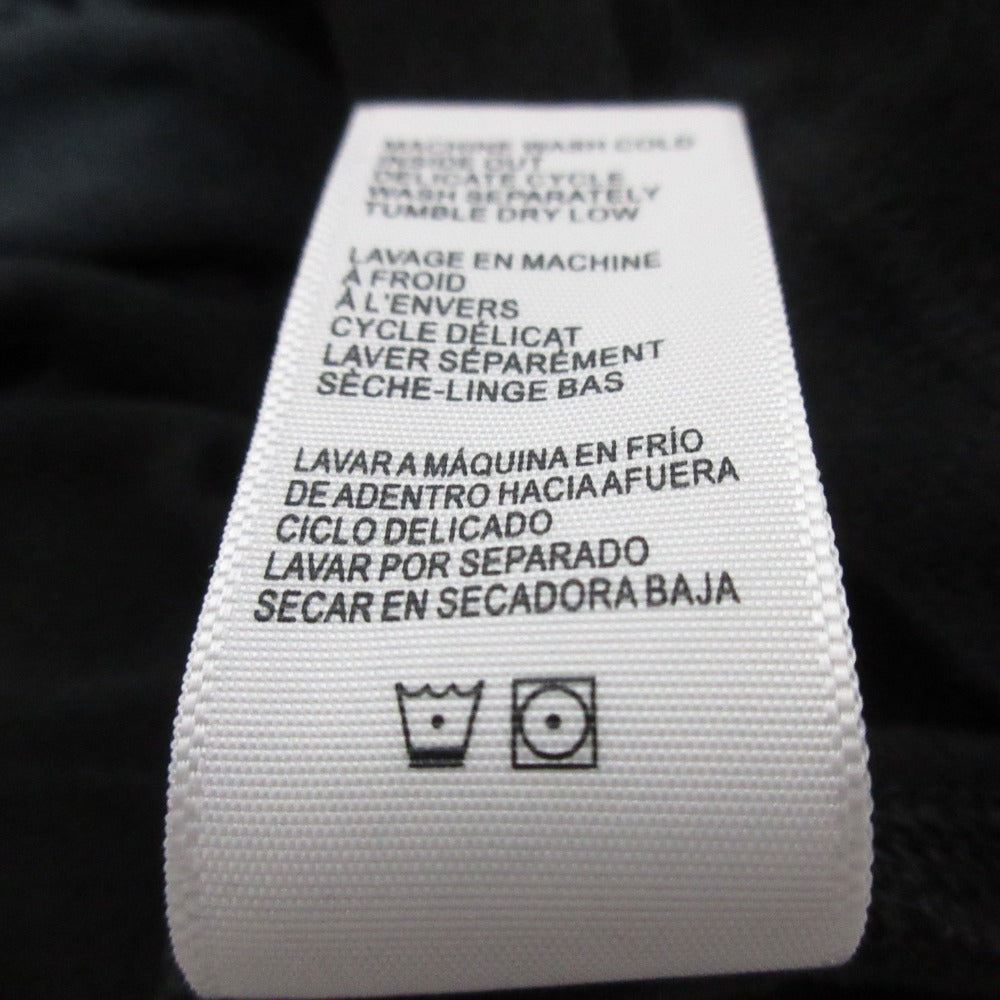 MACHINE WASH COLD
INSIDE OUT
DELICATE CYCLE
WASH SEPARATELY
TUMBLE DRY LOW
LAVAGE EN MACHINE
À FROID
À L'ENVERS
CYCLE DÉLICAT
LAVER SÉPARÉMENT
SÈCHE-LINGE BAS
LAVAR A MÁQUINA EN FRÍO
DE ADENTRO HACIA AFUERA
CICLO DELICADO
LAVAR POR SEPARADO
SECAR EN SECADORA BAJA